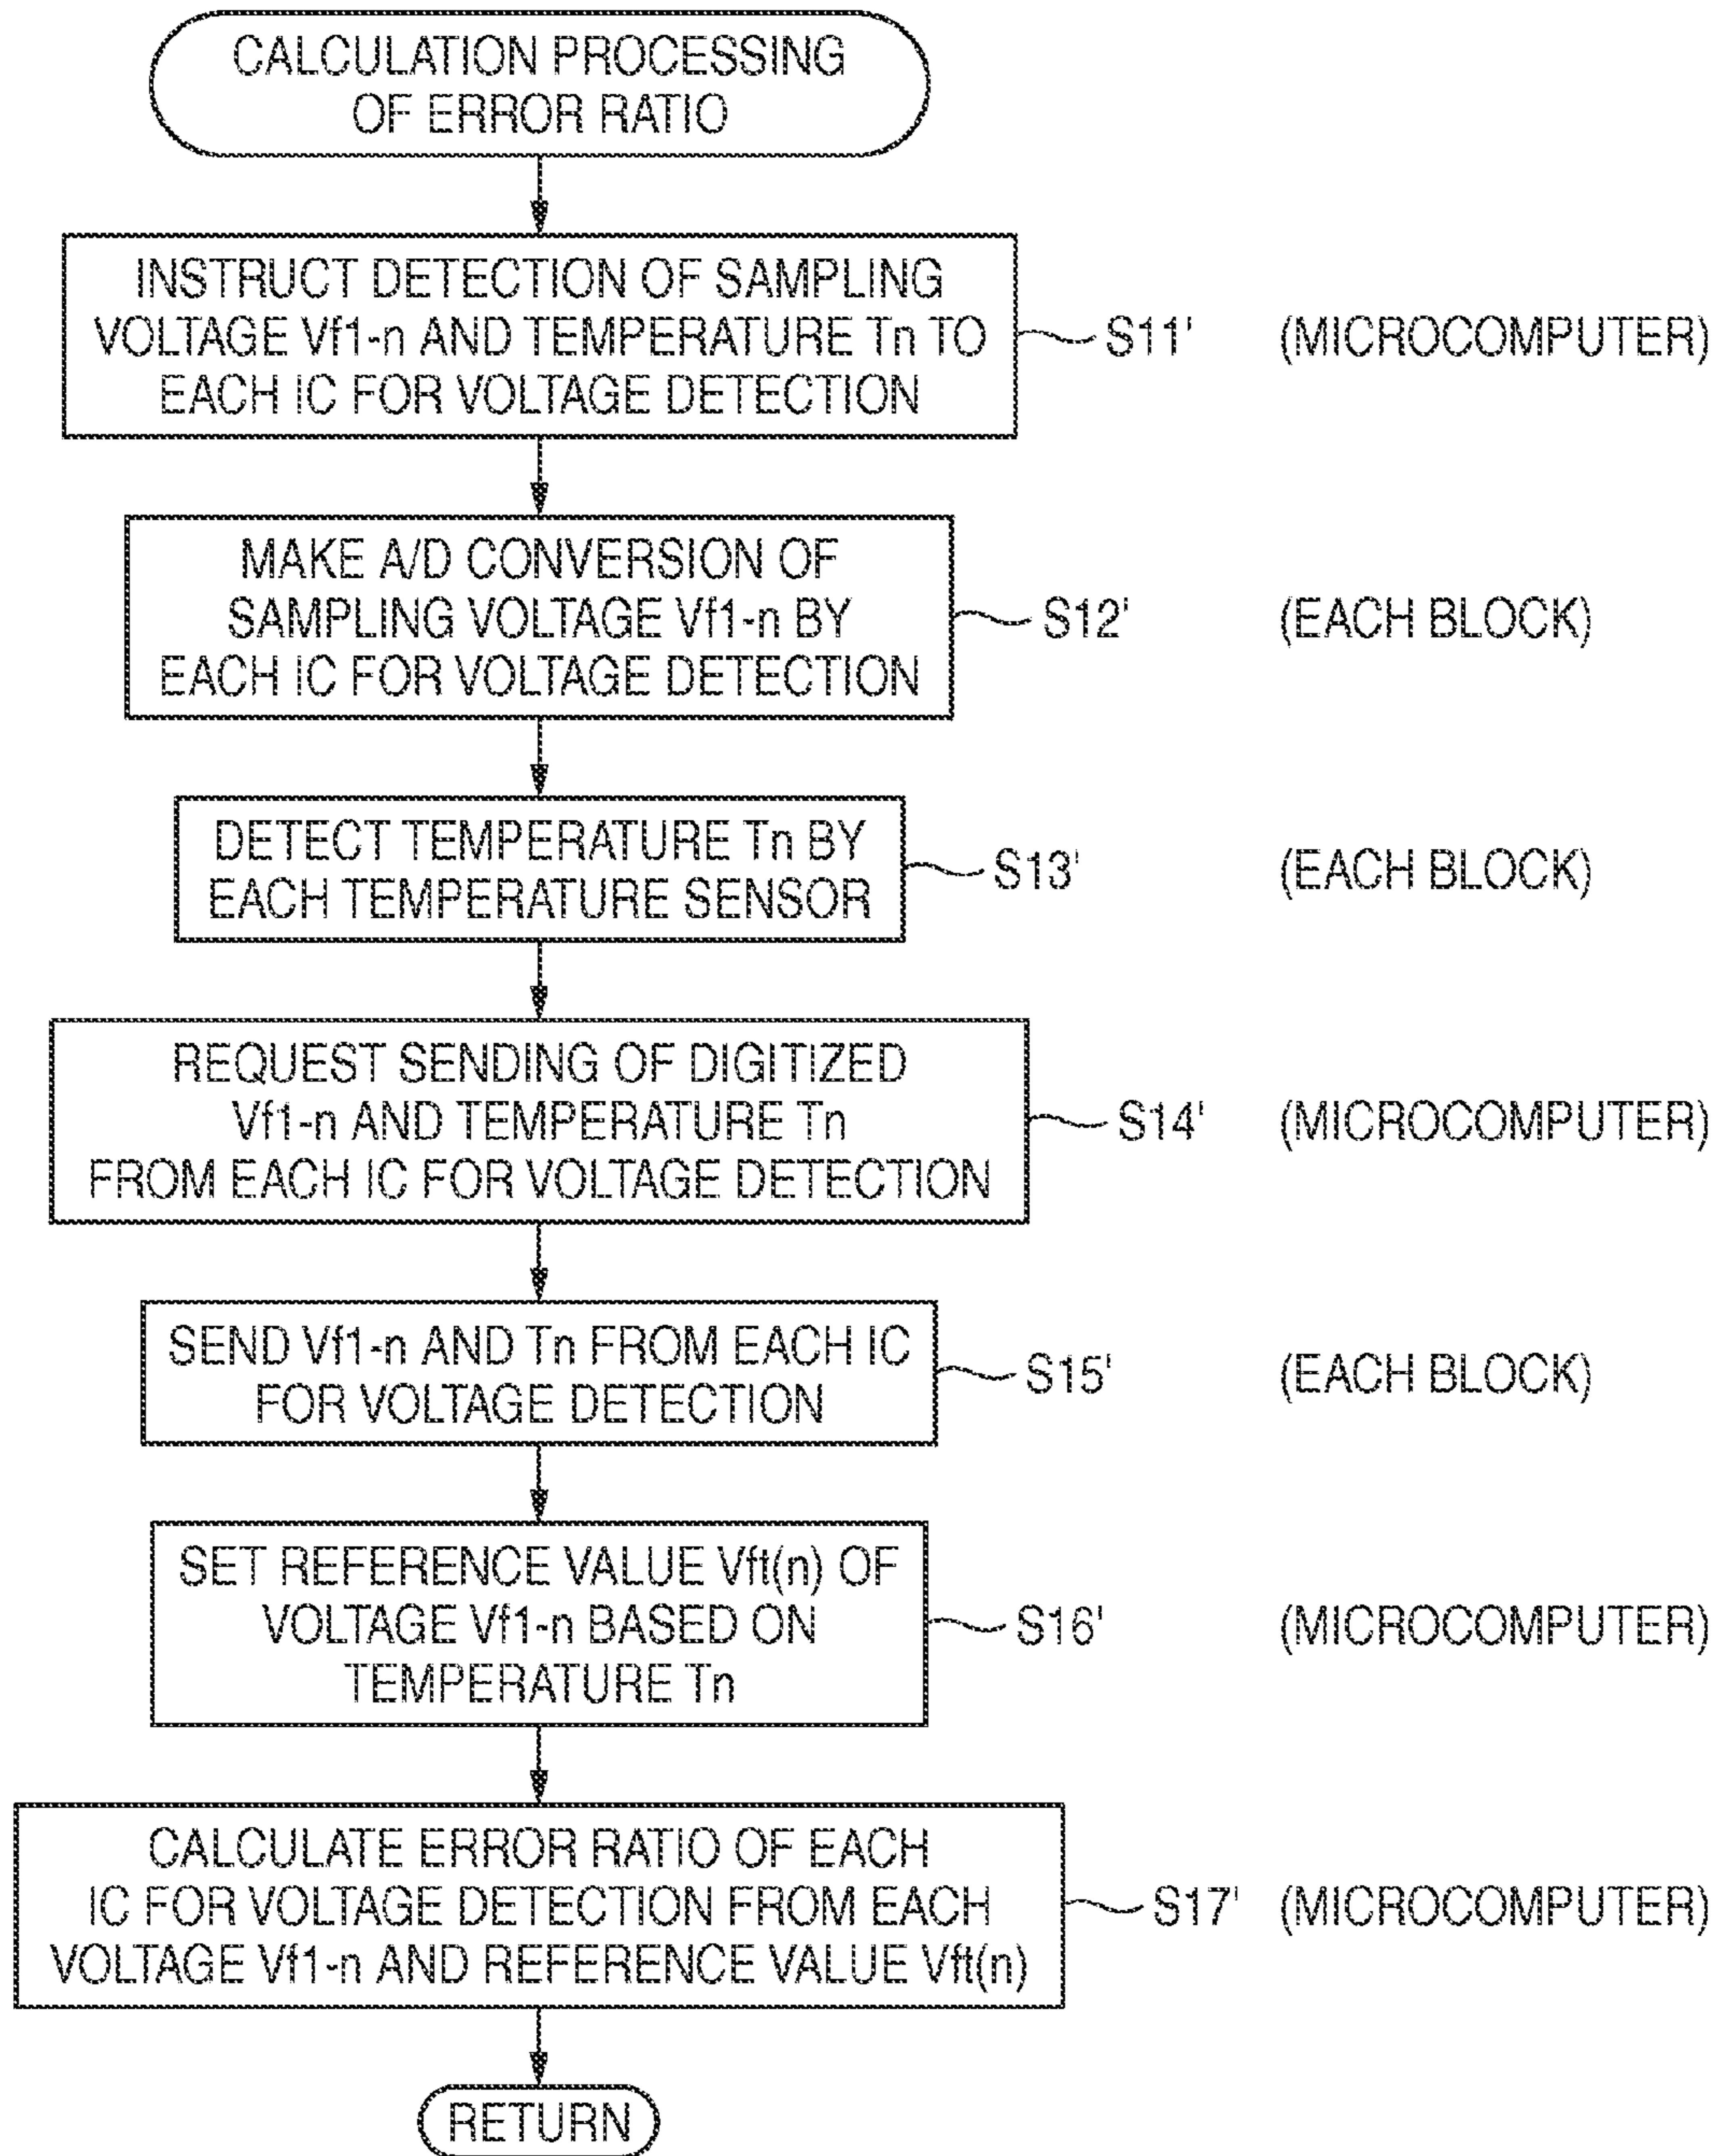 CALCULATION PROCESSING
OF ERROR RATIO
INSTRUCT DETECTION OF SAMPLING
VOLTAGE Vf1-n AND TEMPERATURE Tn TO
EACH IC FOR VOLTAGE DETECTION
S11' (MICROCOMPUTER)
MAKE A/D CONVERSION OF
SAMPLING VOLTAGE Vf1-n BY
EACH IC FOR VOLTAGE DETECTION
S12' (EACH BLOCK)
DETECT TEMPERATURE Tn BY
EACH TEMPERATURE SENSOR
S13' (EACH BLOCK)
REQUEST SENDING OF DIGITIZED
Vf1-n AND TEMPERATURE Tn
FROM EACH IC FOR VOLTAGE DETECTION
S14' (MICROCOMPUTER)
SEND Vf1-n AND Tn FROM EACH IC
FOR VOLTAGE DETECTION
S15' (EACH BLOCK)
SET REFERENCE VALUE Vft(n) OF
VOLTAGE Vf1-n BASED ON
TEMPERATURE Tn
S16' (MICROCOMPUTER)
CALCULATE ERROR RATIO OF EACH
IC FOR VOLTAGE DETECTION FROM EACH
VOLTAGE Vf1-n AND REFERENCE VALUE Vft(n)
S17' (MICROCOMPUTER)
RETURN